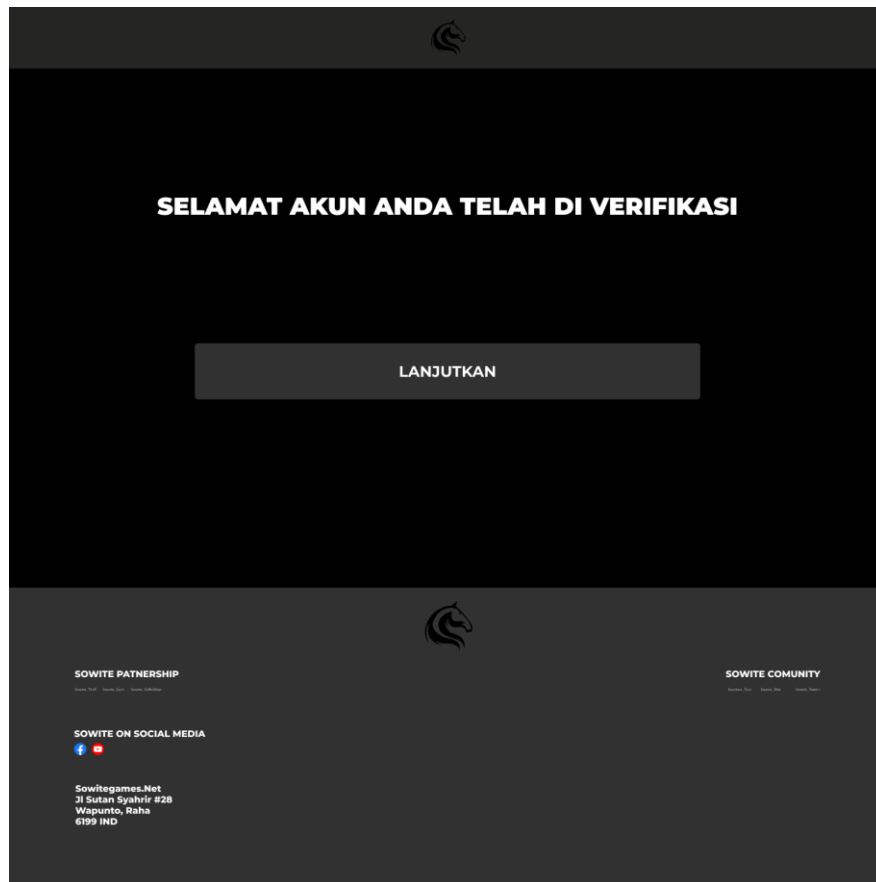 SELAMAT AKUN ANDA TELAH DI VERIFIKASI
LANJUTKAN
SOWITE PATNERSHIP
SOWITE COMUNITY
SOWITE ON SOCIAL MEDIA
Sowitegames.Net
Jl Sutan Syahrir #28
Wapunto, Raha
6199 IND